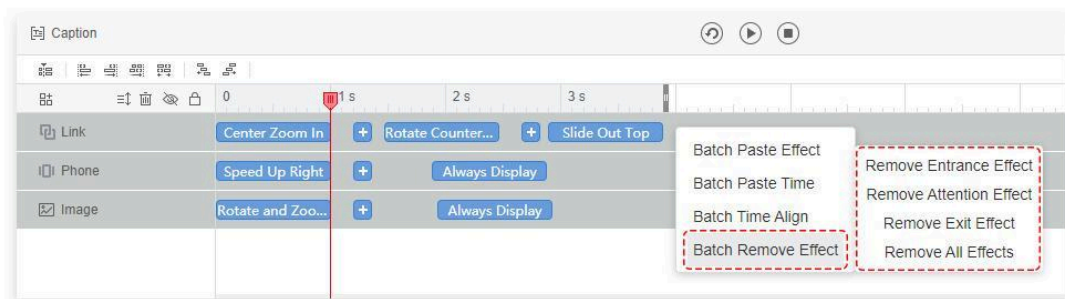 Caption
0 1 s 2 s 3 s
Link Center Zoom In + Rotate Counter... + Slide Out Top
Phone Speed Up Right + Always Display
Image Rotate and Zoo... + Always Display
Batch Paste Effect
Batch Paste Time
Batch Time Align
Batch Remove Effect
Remove Entrance Effect
Remove Attention Effect
Remove Exit Effect
Remove All Effects